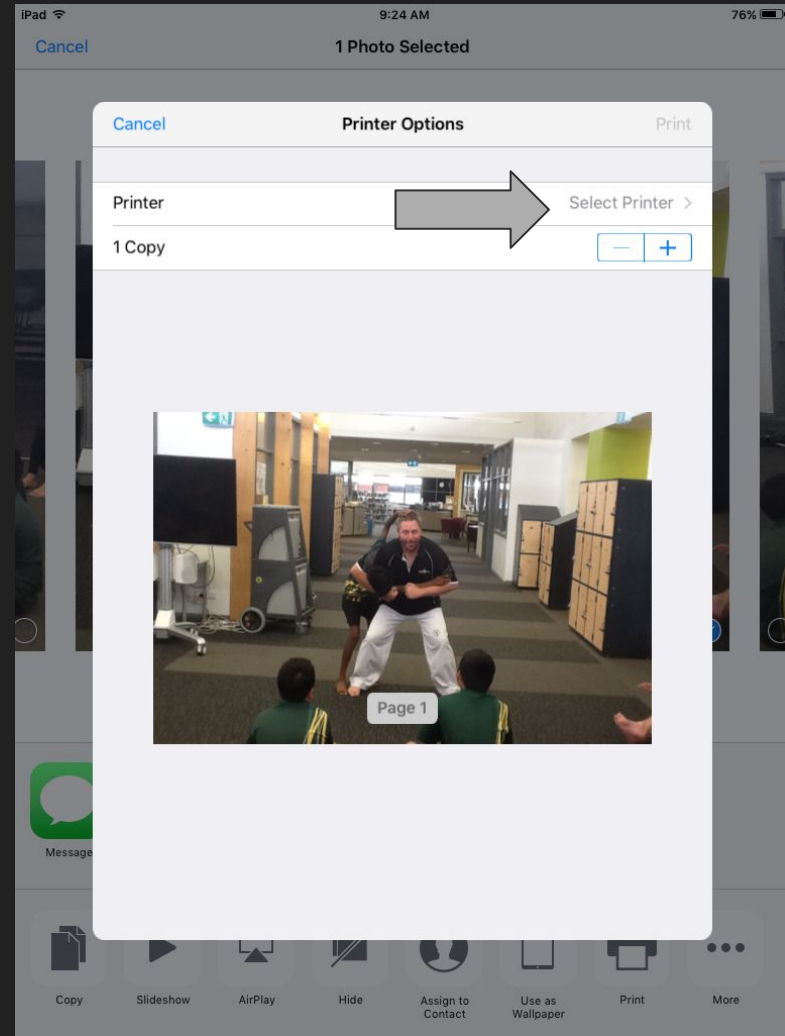 iPad 9:24 AM 76%
Cancel 1 Photo Selected
Cancel Printer Options Print
Printer Select Printer >
1 Copy − +
Page 1
Message
Copy Slideshow AirPlay Hide Assign to Contact Use as Wallpaper Print More